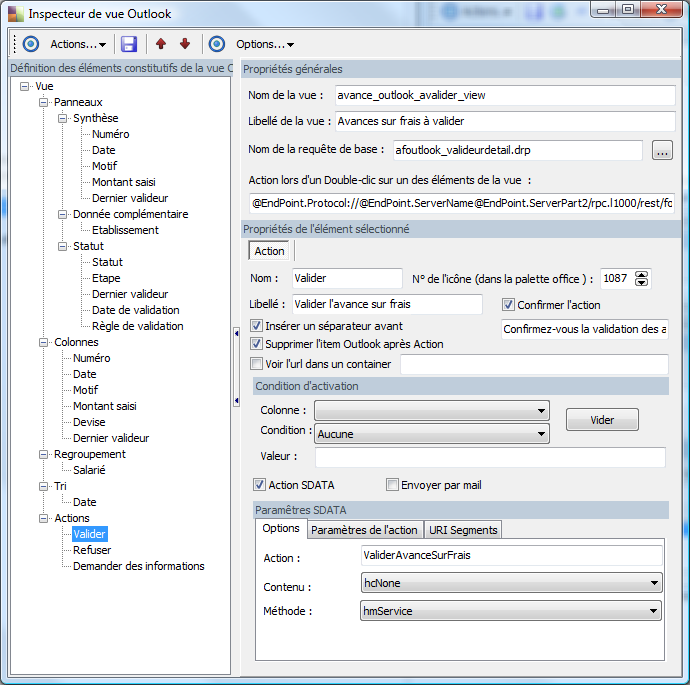 Inspecteur de vue Outlook
Actions... Options...
Définition des éléments constitutifs de la vue
Vue
Panneaux
Synthèse
Numéro
Date
Motif
Montant saisi
Dernier valideur
Donnée complémentaire
Etablissement
Statut
Statut
Etape
Dernier valideur
Date de validation
Règle de validation
Colonnes
Numéro
Date
Motif
Montant saisi
Devise
Dernier valideur
Regroupement
Salarié
Tri
Date
Actions
Valider
Refuser
Demander des informations
Propriétés générales
Nom de la vue : avance_outlook_avalider_view
Libellé de la vue : Avances sur frais à valider
Nom de la requête de base : afoutlook_valideurdetail.drp ...
Action lors d'un Double-clic sur un des éléments de la vue :
@EndPoint.Protocol://@EndPoint.ServerName@EndPoint.ServerPart2/rpc.l1000/rest/fo
Propriétés de l'élément sélectionné
Action
Nom : Valider N° de l'icône (dans la palette office ) : 1087
Libellé : Valider l'avance sur frais Confirmer l'action
Insérer un séparateur avant Confirmez-vous la validation des a
Supprimer l'item Outlook après Action
Voir l'url dans un container
Condition d'activation
Colonne :
Vider
Condition : Aucune
Valeur :
Action SDATA Envoyer par mail
Paramètres SDATA
Options Paramètres de l'action URI Segments
Action : ValiderAvanceSurFrais
Contenu : hcNone
Méthode : hmService